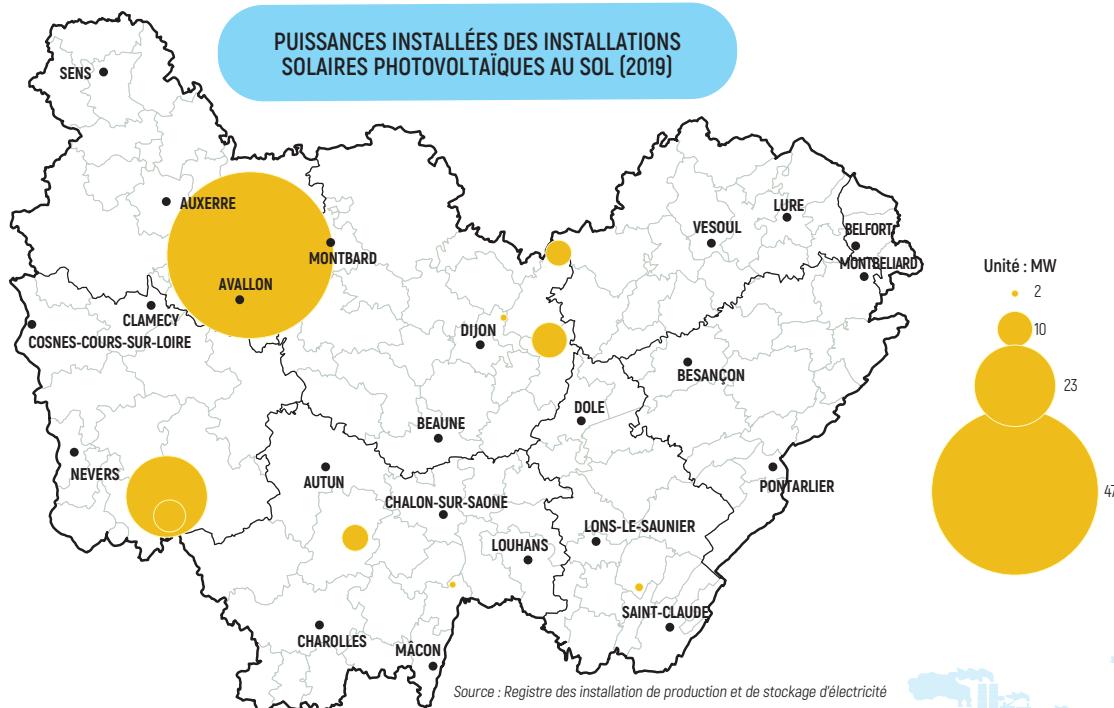 PUISSANCES INSTALLÉES DES INSTALLATIONS
SOLAIRES PHOTOVOLTAÏQUES AU SOL (2019)
SENS
AUXERRE
LURE
VESOUL
BELFORT
MONTBARD
MONTBELIARD
AVALLON
Unité : MW
2
CLAMECY
DIJON
10
COSNES-COURS-SUR-LOIRE
BESANÇON
23
DOLE
BEAUNE
NEVERS
AUTUN
PONTARLIER
47
CHALON-SUR-SAONE
LONS-LE-SAUNIER
LOUHANS
SAINT-CLAUDE
CHAROLLES
MÂCON
Source : Registre des installation de production et de stockage d'électricité